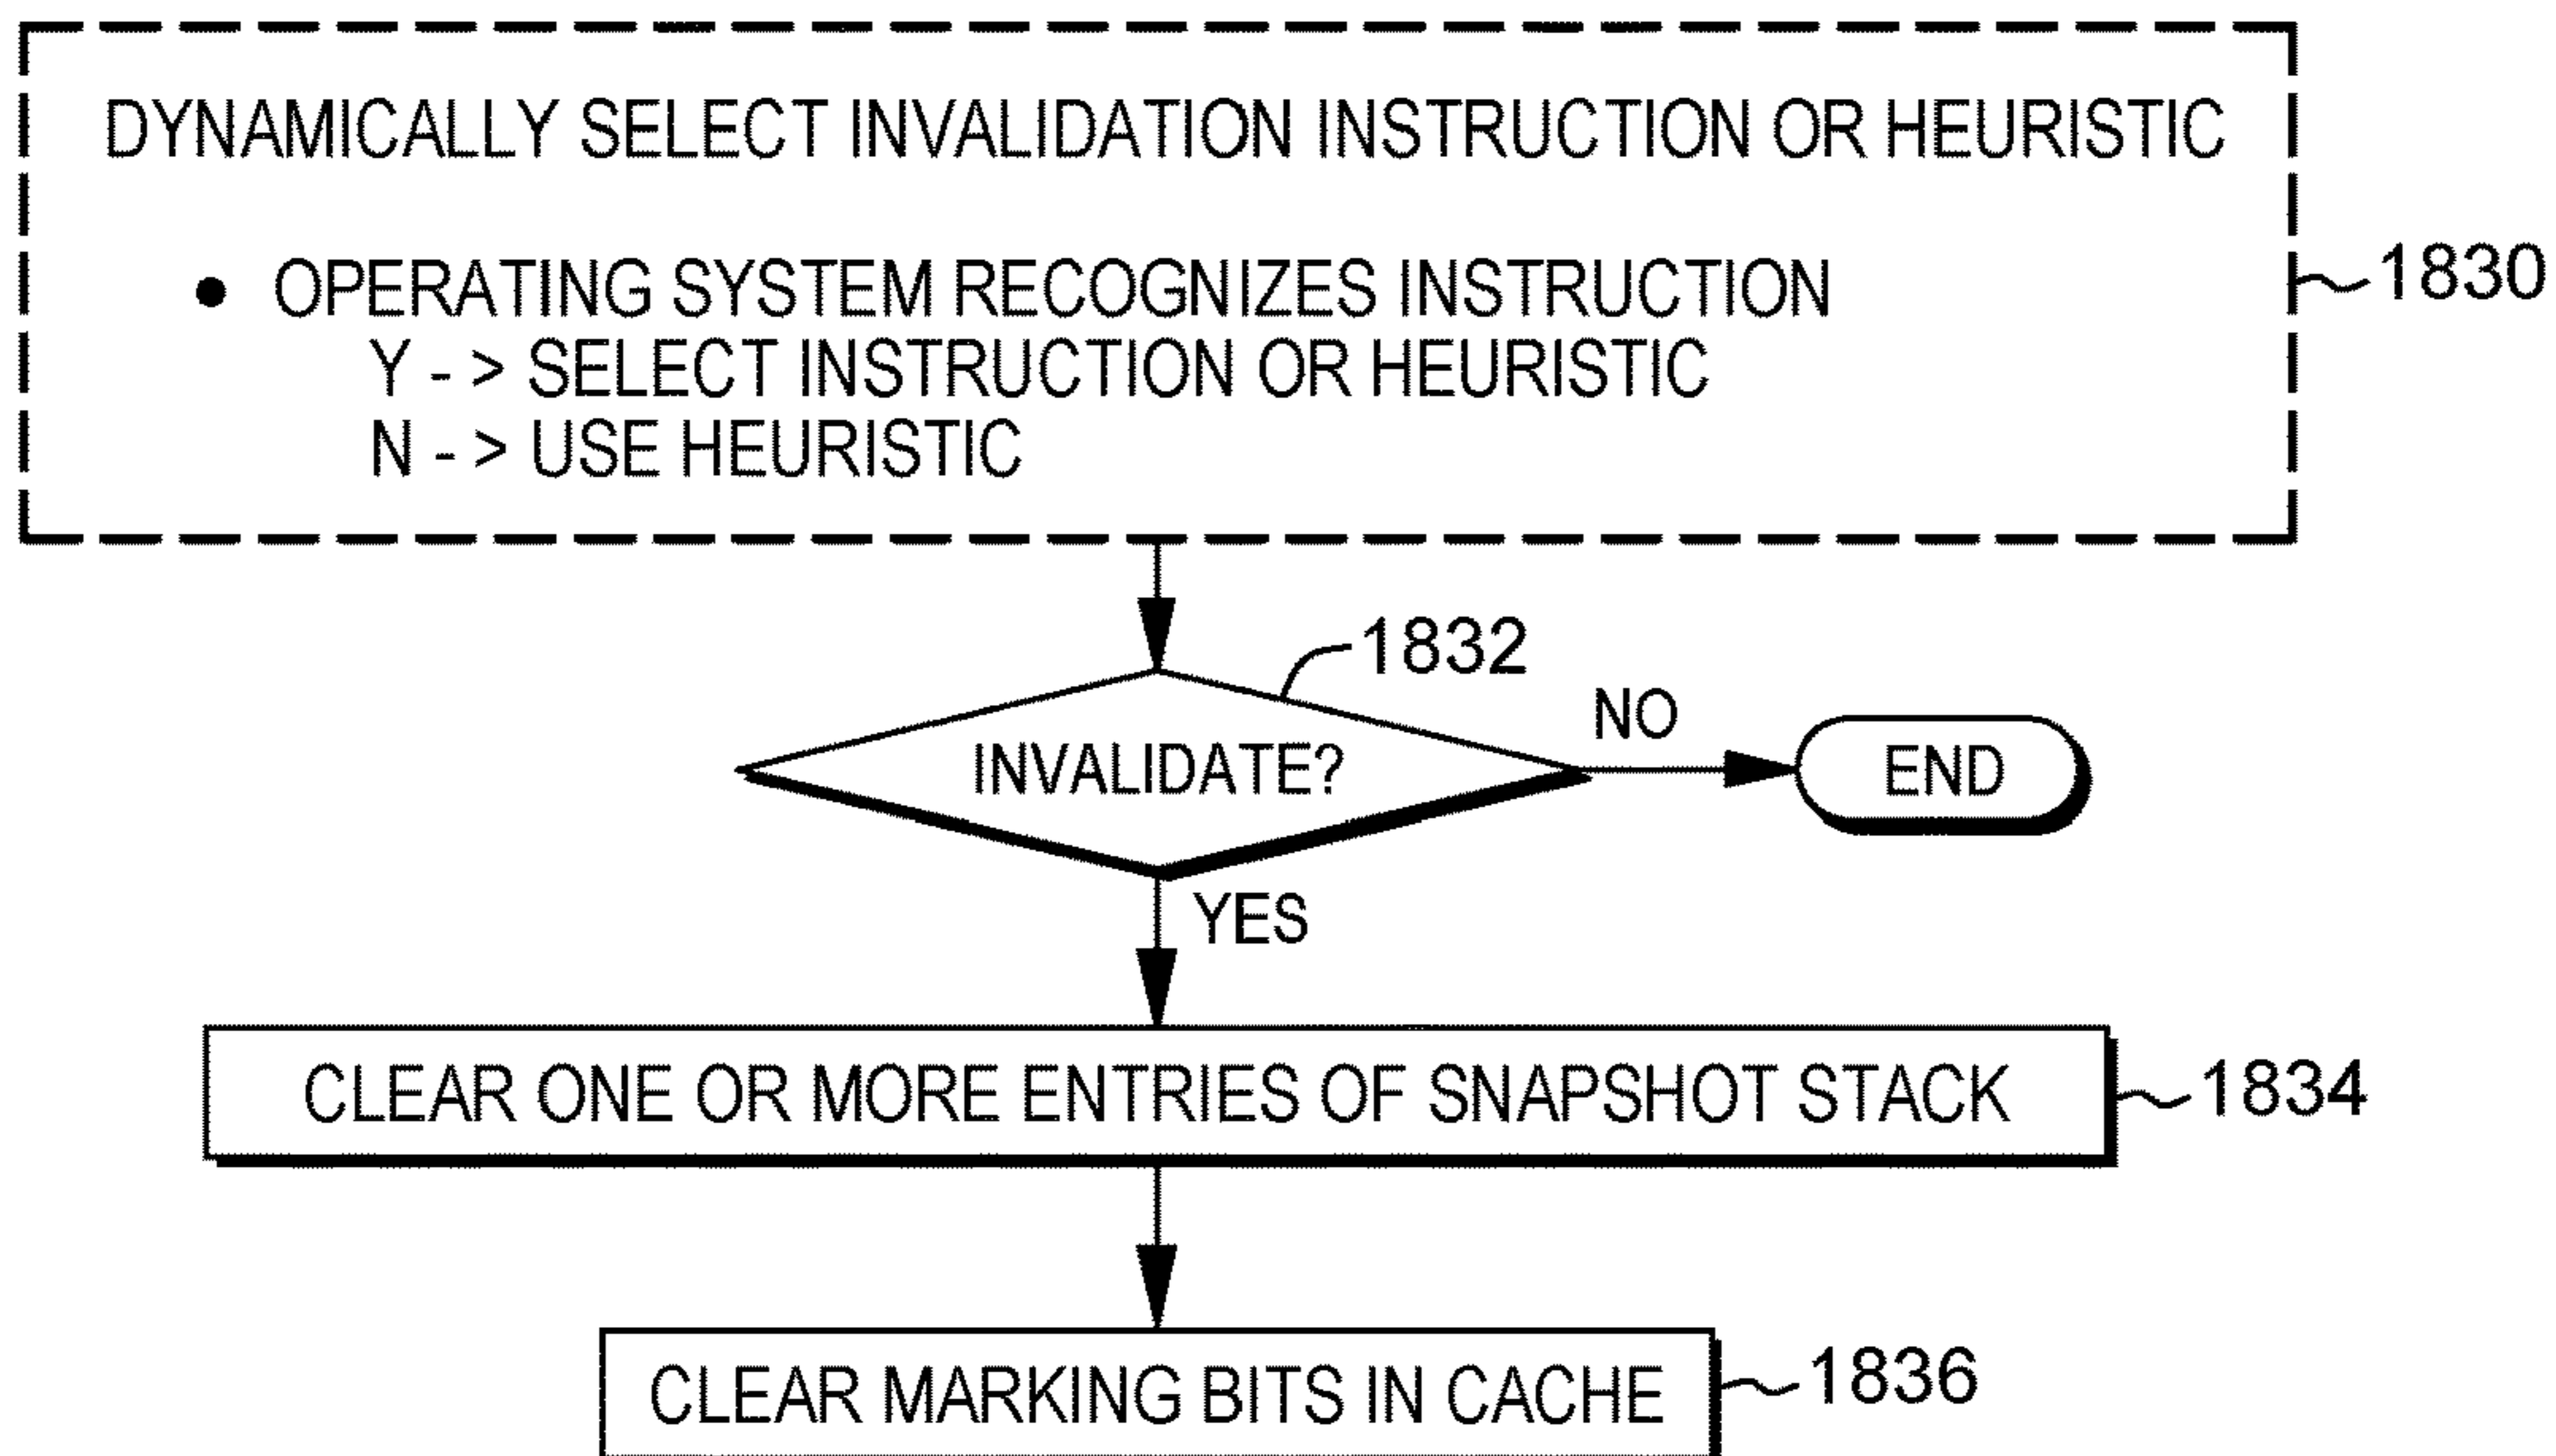 DYNAMICALLY SELECT INVALIDATION INSTRUCTION OR HEURISTIC
• OPERATING SYSTEM RECOGNIZES INSTRUCTION
Y - > SELECT INSTRUCTION OR HEURISTIC
N - > USE HEURISTIC
1830
1832
INVALIDATE?
NO
END
YES
CLEAR ONE OR MORE ENTRIES OF SNAPSHOT STACK
1834
CLEAR MARKING BITS IN CACHE
1836